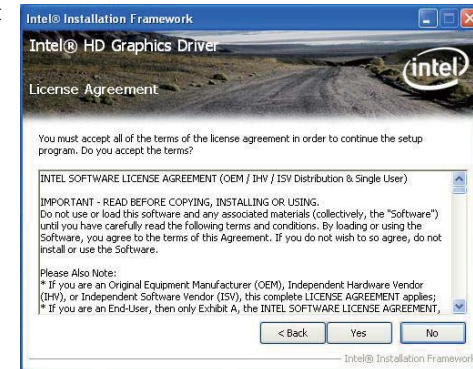 Intel® Installation Framework
Intel® HD Graphics Driver
intel
License Agreement
You must accept all of the terms of the license agreement in order to continue the setup
program. Do you accept the terms?
INTEL SOFTWARE LICENSE AGREEMENT (OEM / IHV / ISV Distribution & Single User)
IMPORTANT - READ BEFORE COPYING, INSTALLING OR USING.
Do not use or load this software and any associated materials (collectively, the "Software")
until you have carefully read the following terms and conditions. By loading or using the
Software, you agree to the terms of this Agreement. If you do not wish to so agree, do not
install or use the Software.
Please Also Note:
* If you are an Original Equipment Manufacturer (OEM), Independent Hardware Vendor
(IHV), or Independent Software Vendor (ISV), this complete LICENSE AGREEMENT applies;
* If you are an End-User, then only Exhibit A, the INTEL SOFTWARE LICENSE AGREEMENT,
< Back Yes No
Intel® Installation Framework